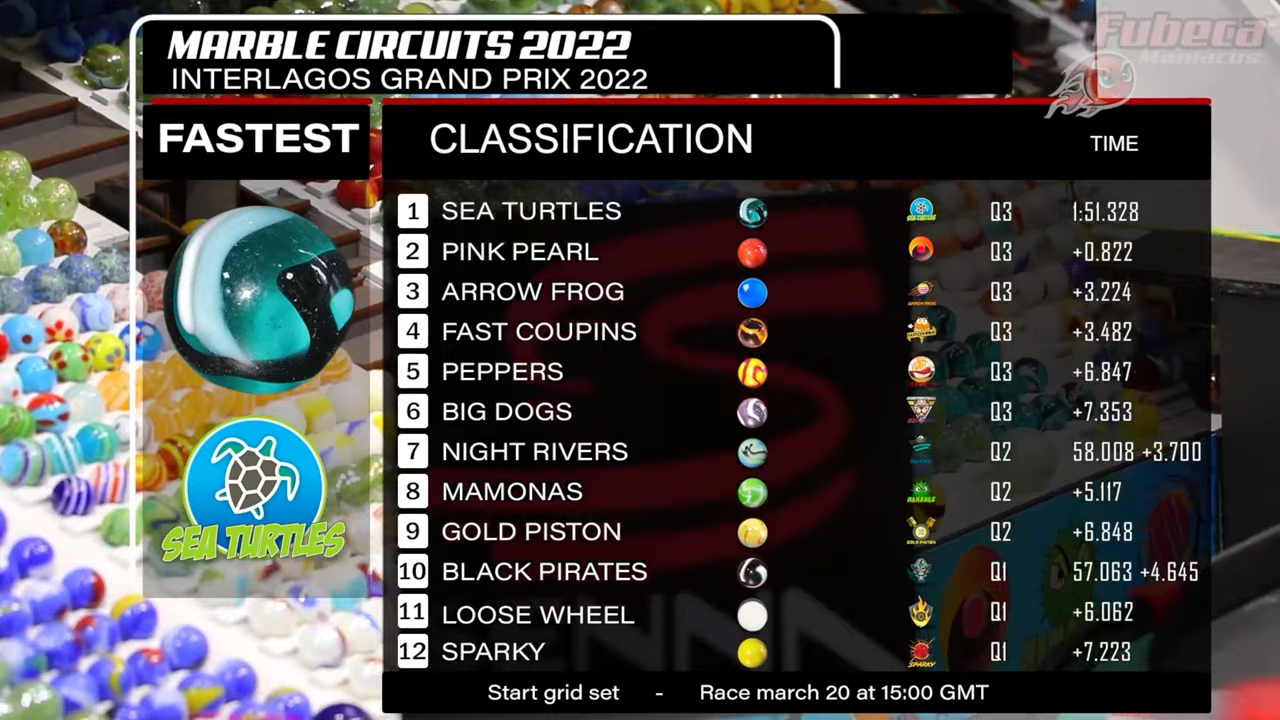 MARBLE CIRCUITS 2022
INTERLAGOS GRAND PRIX 2022
Fubeca
Meniacus
FASTEST
CLASSIFICATION TIME
1 SEA TURTLES Q3 1:51.328
2 PINK PEARL Q3 +0.822
3 ARROW FROG Q3 +3.224
4 FAST COUPINS Q3 +3.482
5 PEPPERS Q3 +6.847
6 BIG DOGS Q3 +7.353
7 NIGHT RIVERS Q2 58.008 +3.700
8 MAMONAS Q2 +5.117
9 GOLD PISTON Q2 +6.848
10 BLACK PIRATES Q1 57.063 +4.645
11 LOOSE WHEEL Q1 +6.062
12 SPARKY SPARKY Q1 +7.223
SEA TURTLES
Start grid set - Race march 20 at 15:00 GMT